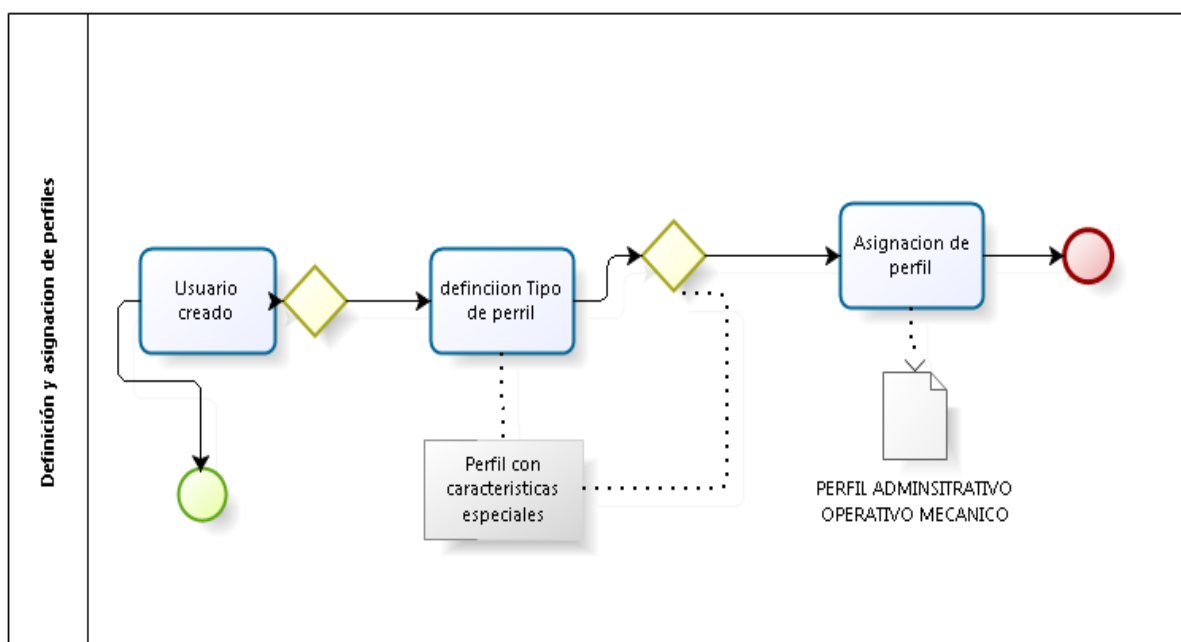 Definición y asignacion de perfiles
Usuario
creado
definciion Tipo
de perril
Asignacion de
perfil
Perfil con
caracteristicas
especiales
PERFIL ADMINSITRATIVO
OPERATIVO MECANICO